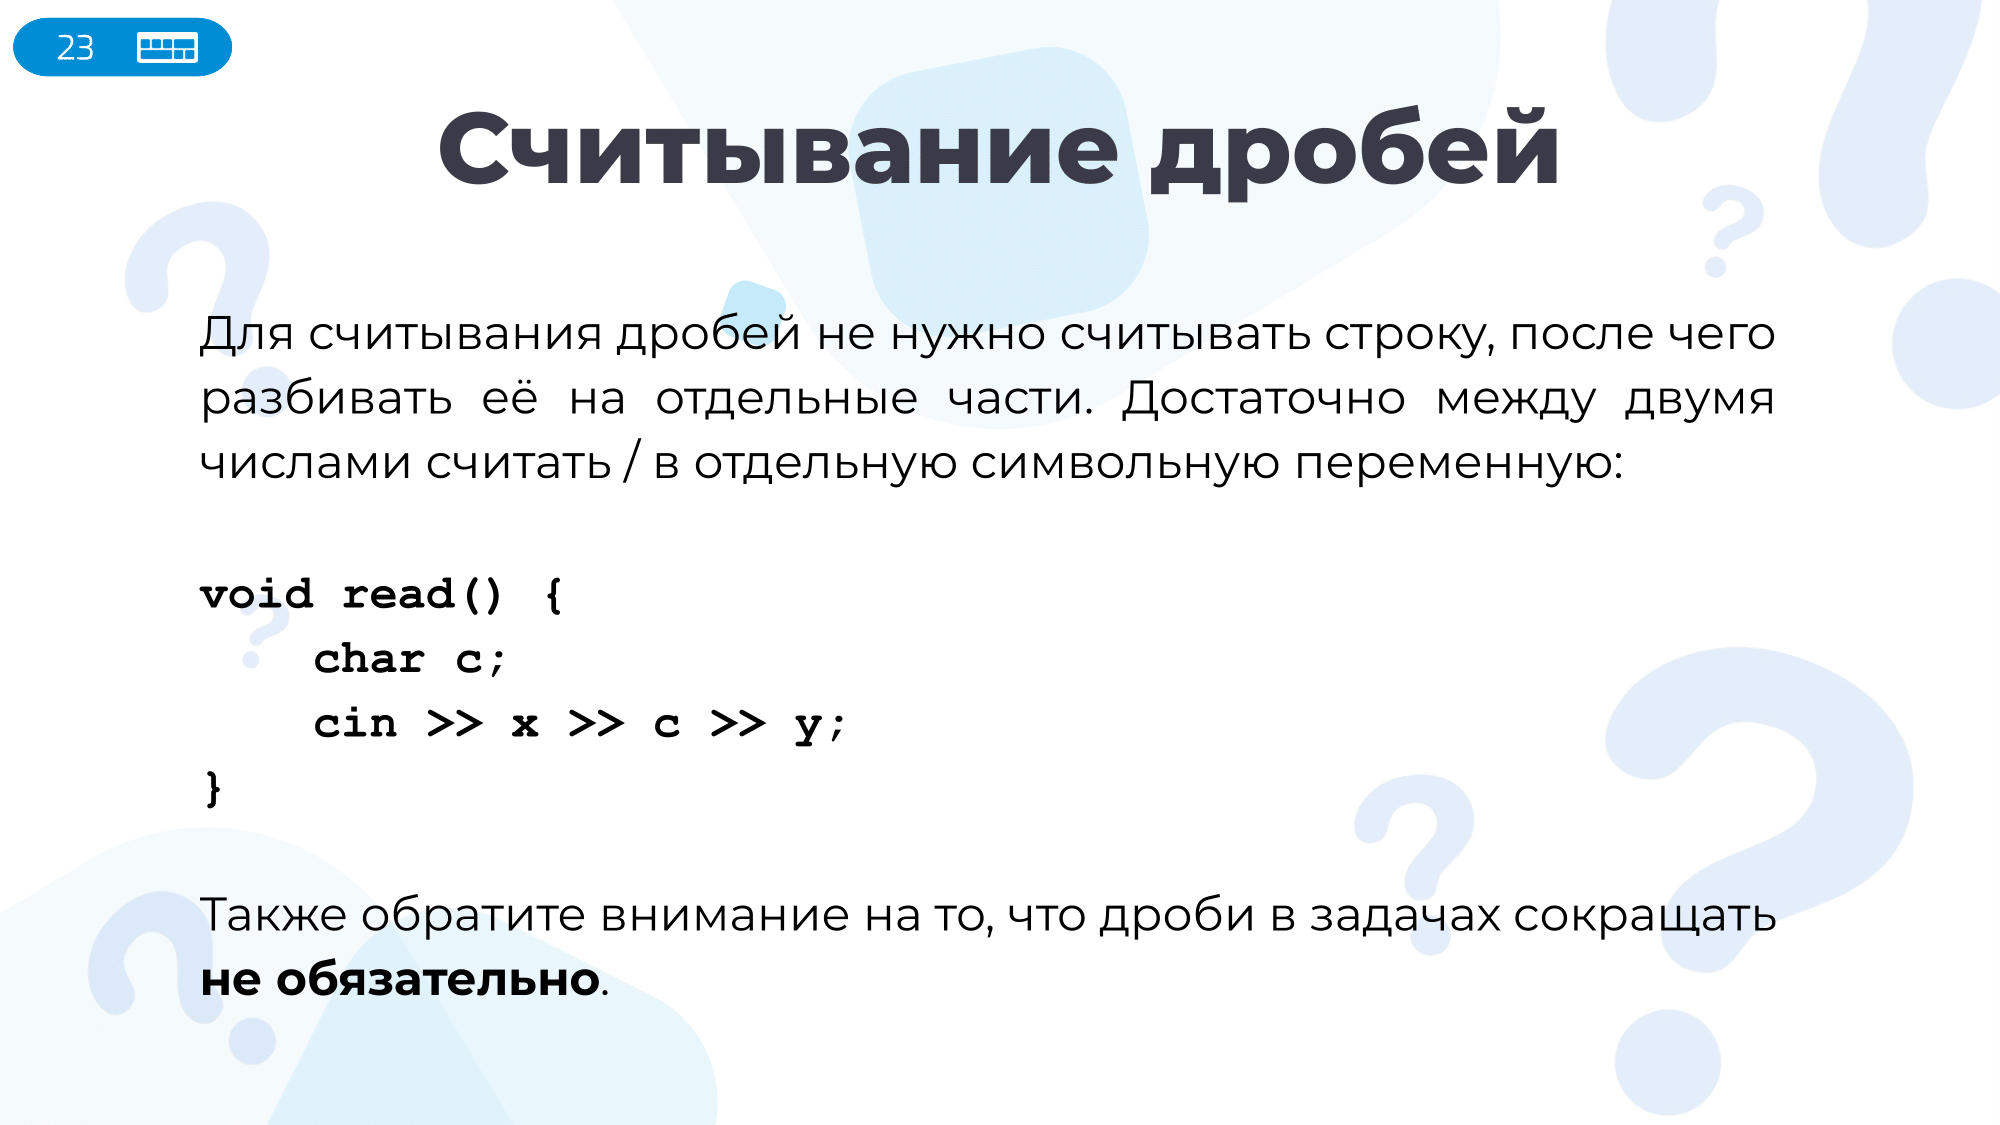 23
Считывание дробей
Для считывания дробей не нужно считывать строку, после чего
разбивать её на отдельные части. Достаточно между двумя
числами считать / в отдельную символьную переменную:
void read() {
    char c;
    cin >> x >> c >> y;
}
Также обратите внимание на то, что дроби в задачах сокращать
не обязательно.